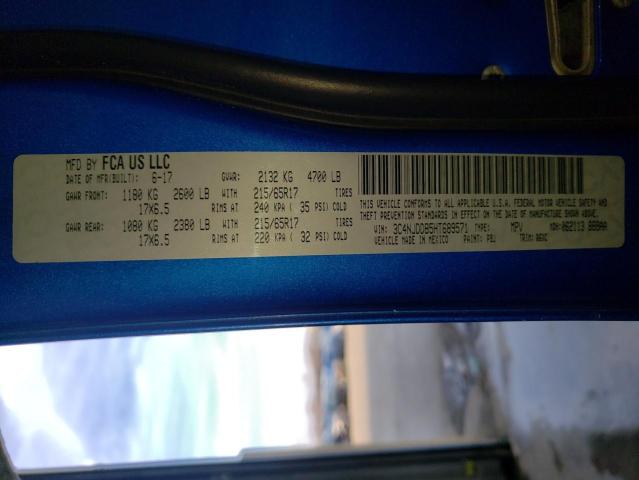 MFD BY FCA US LLC
DATE OF MFR(BUILT): 6-17 GVWR: 2132 KG 4700 LB
GAWR FRONT: 1180 KG 2600 LB WITH 215/65R17 TIRES
17X6.5 RIMS AT 240 KPA ( 35 PSI) COLD
GAWR REAR: 1080 KG 2380 LB WITH 215/65R17 TIRES
17X6.5 RIMS AT 220 KPA ( 32 PSI) COLD
THIS VEHICLE CONFORMS TO ALL APPLICABLE U.S.A. FEDERAL MOTOR VEHICLE SAFETY AND
THEFT PREVENTION STANDARDS IN EFFECT ON THE DATE OF MANUFACTURE SHOWN ABOVE.
VIN: 3C4NJDDB5HT689571 TYPE: MPV MDH: 062113
VEHICLE MADE IN MEXICO PAINT: PBJ TRIM: